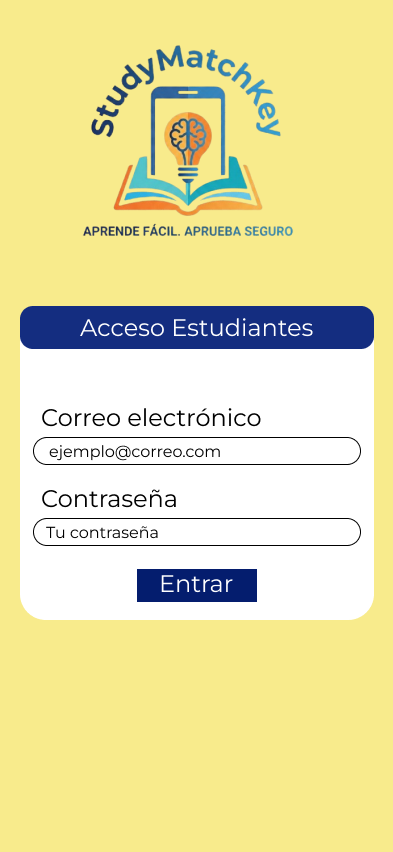 StudyMatchKey
APRENDE FÁCIL. APRUEBA SEGURO
Acceso Estudiantes
Correo electrónico
ejemplo@correo.com
Contraseña
Tu contraseña
Entrar